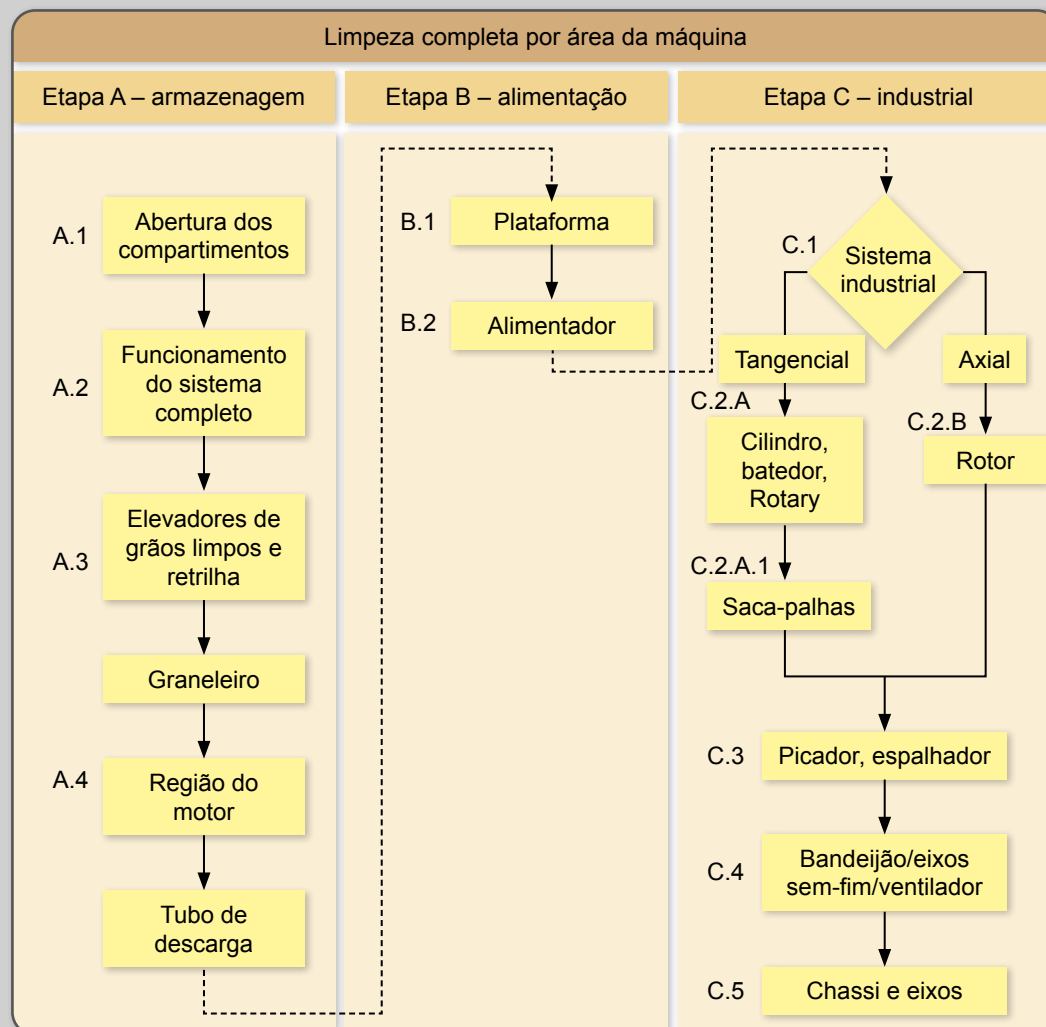 Limpeza completa por área da máquina
Etapa A – armazenagem
A.1
Abertura dos
compartimentos
A.2
Funcionamento
do sistema
completo
A.3
Elevadores de
grãos limpos e
retrilha
Graneleiro
A.4
Região do
motor
Tubo de
descarga
Etapa B – alimentação
B.1
Plataforma
B.2
Alimentador
Etapa C – industrial
C.1
Sistema
industrial
Tangencial
Axial
C.2.A
Cilindro,
batedor,
Rotary
C.2.B
Rotor
C.2.A.1
Saca-palhas
C.3
Picador, espalhador
C.4
Bandeijão/eixos
sem-fim/ventilador
C.5
Chassi e eixos